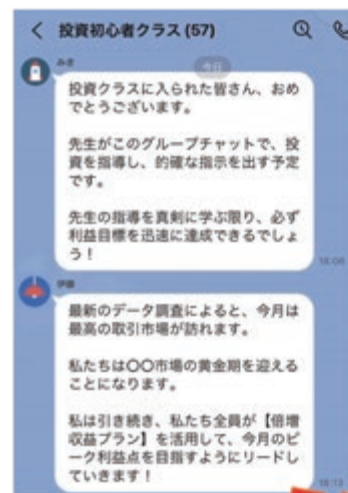 投資初心者クラス (57)
みき
今日
投資クラスに入られた皆さん、おめ
でとうございます。
先生がこのグループチャットで、投
資を指導し、的確な指示を出す予定
です。
先生の指導を真剣に学ぶ限り、必ず
利益目標を迅速に達成できるでしょ
う！
伊藤
最新のデータ調査によると、今月は
最高の取引市場が訪れます。
私たちは〇〇市場の黄金期を迎える
ことになります。
私は引き続き、私たち全員が【倍増
収益プラン】を活用して、今月のピ
ーク利益点を目指すようにリードし
ていきます！